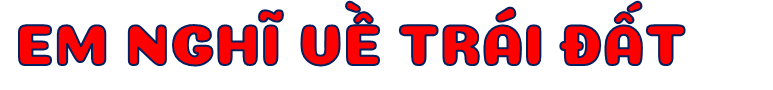 EM NGHĨ VỀ TRÁI ĐẤT